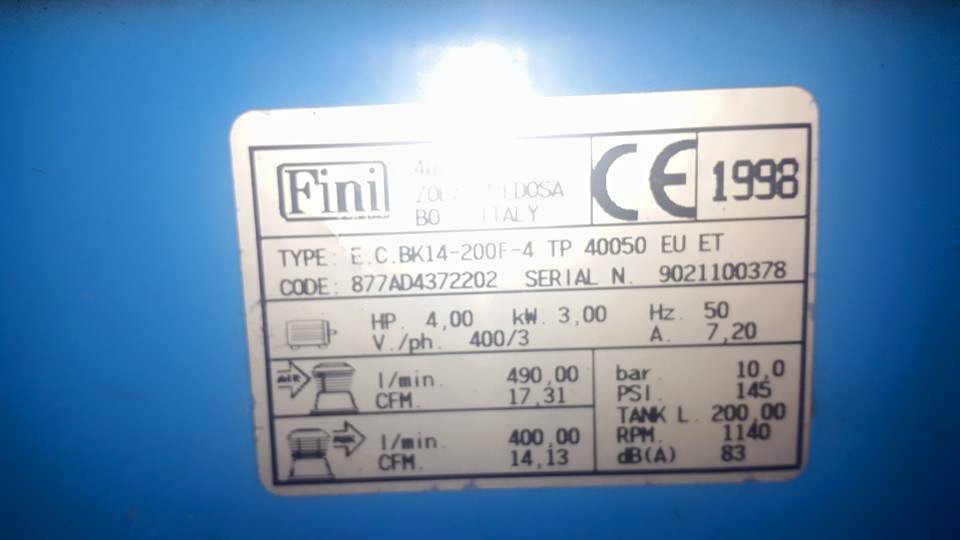 Fini
BO ITALY
CE 1998
TYPE: E.C.BK14-200F-4 TP 40050 EU ET
CODE: 877AD4372202 SERIAL N. 9021100378
HP. 4,00 kW. 3,00 Hz. 50
V./ph. 400/3 A. 7,20
AIR l/min. 490,00
CFM. 17,31
l/min. 400,00
CFM. 14,13
bar. 10,0
PSI. 145
TANK L. 200,00
RPM. 1140
dB(A) 83